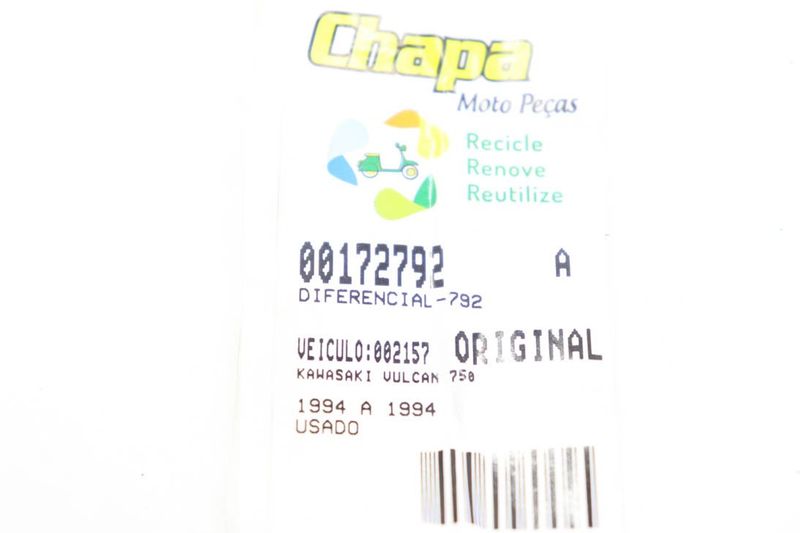 Chapa
Moto Peças
Recicle
Renove
Reutilize
00172792 A
DIFERENCIAL-792
VEICULO:002157 ORIGINAL
KAWASAKI VULCAN 750
1994 A 1994
USADO